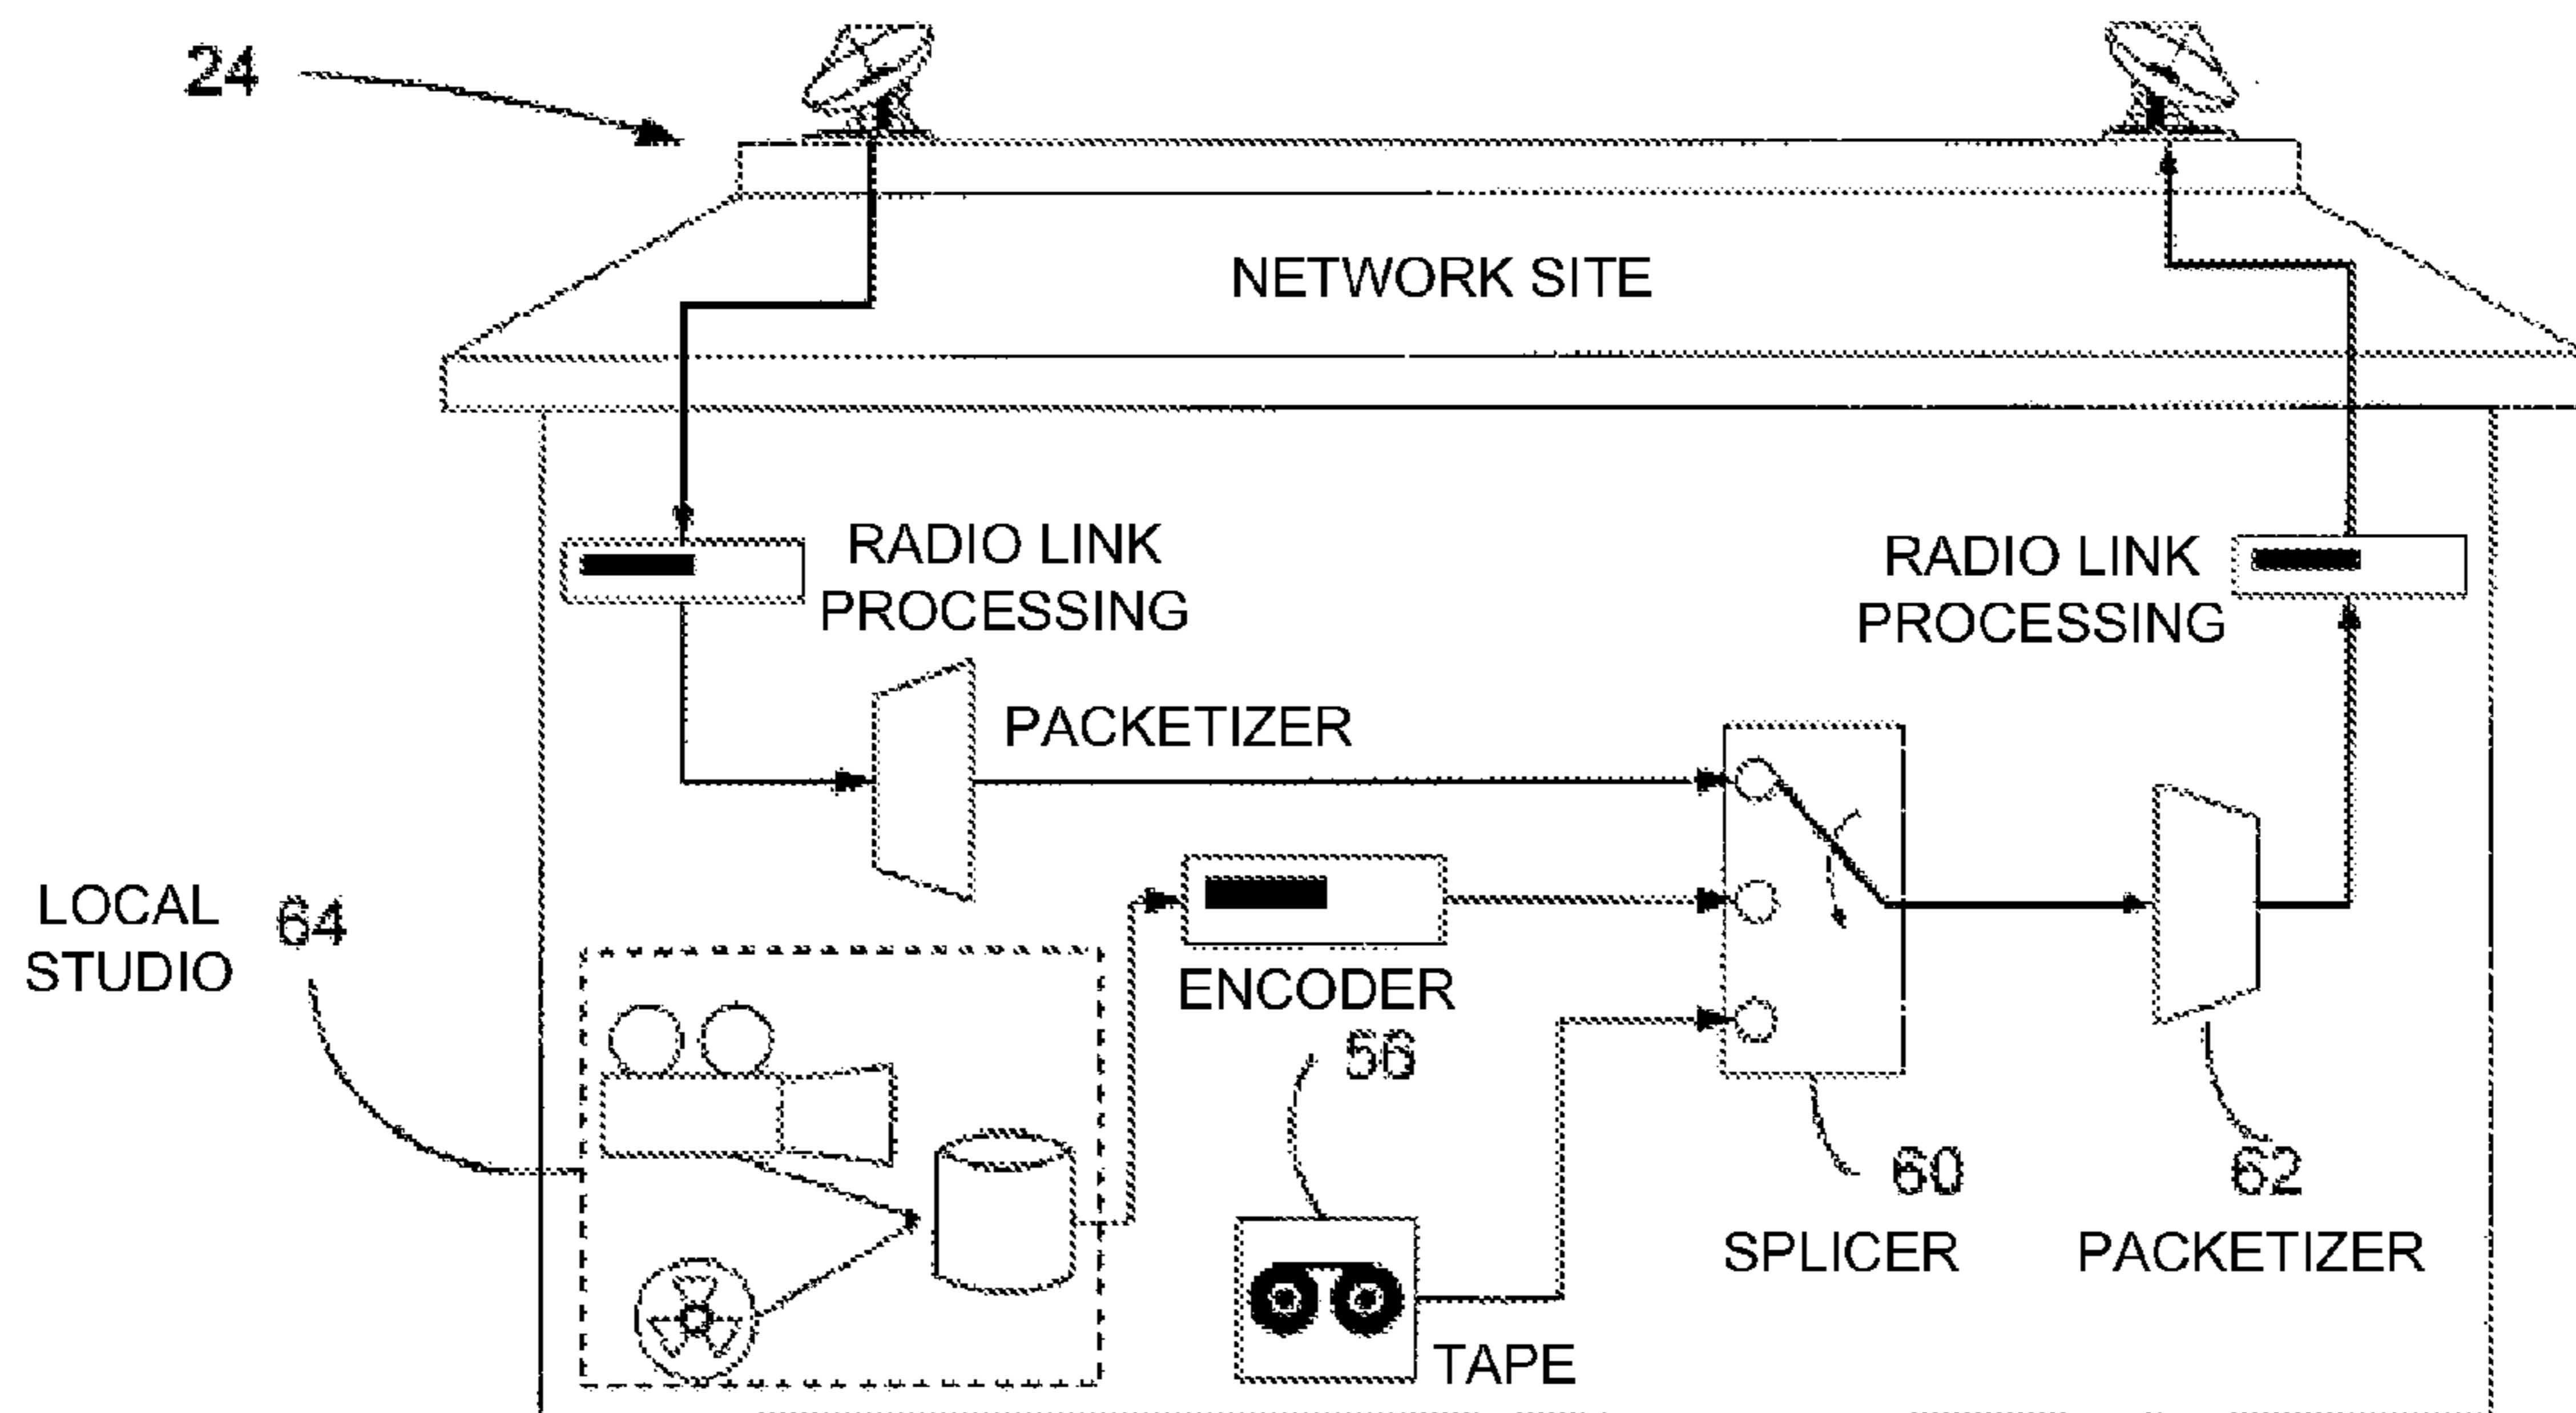 24
NETWORK SITE
RADIO LINK
PROCESSING
RADIO LINK
PROCESSING
PACKETIZER
LOCAL
STUDIO
64
ENCODER
56
60
62
SPLICER
PACKETIZER
TAPE